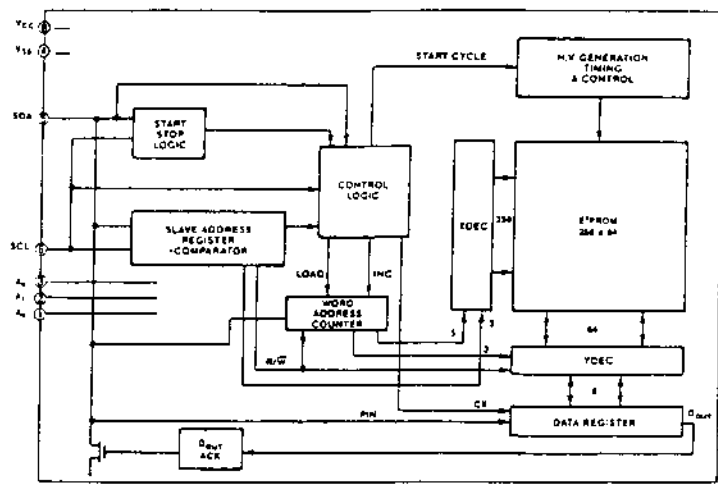 VCC
VSS
START CYCLE
H.V. GENERATION
TIMING
& CONTROL
SDA
START
STOP
LOGIC
CONTROL
LOGIC
XDEC
256
E²PROM
256 x 64
SLAVE ADDRESS
REGISTER
+COMPARATOR
SCL
LOAD
INC
WORD
ADDRESS
COUNTER
5
3
64
R/W̅
YDEC
8
CK
DOUT
PIN
DATA REGISTER
DOUT
ACK